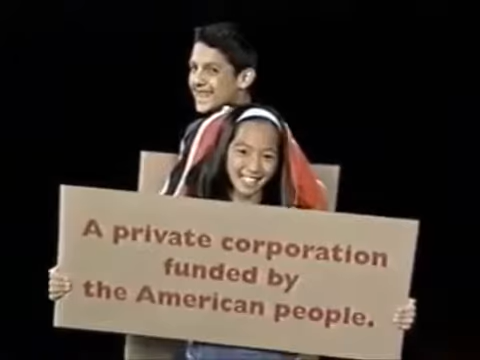 A private corporation
funded by
the American people.